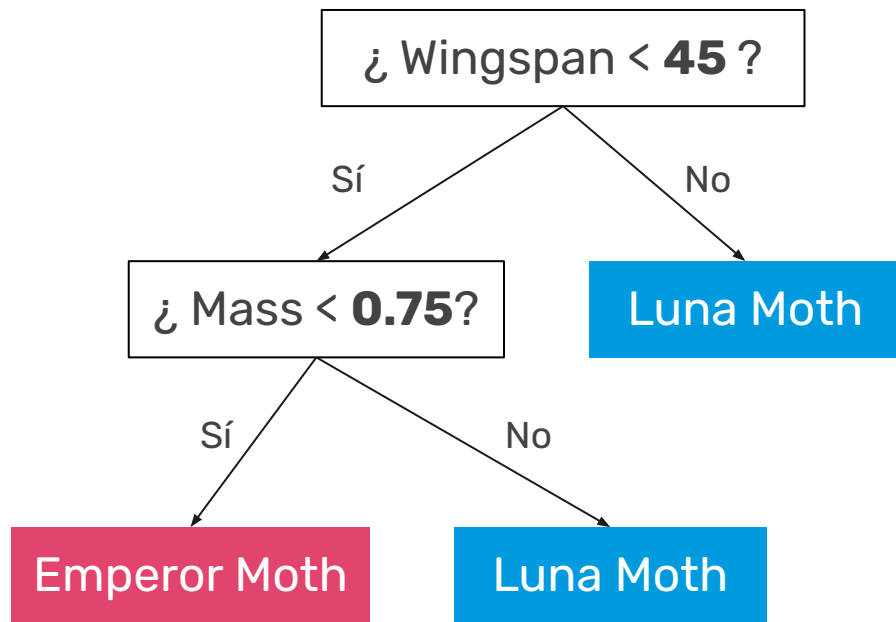 ¿ Wingspan < 45 ?
Sí
No
¿ Mass < 0.75?
Luna Moth
Sí
No
Emperor Moth
Luna Moth